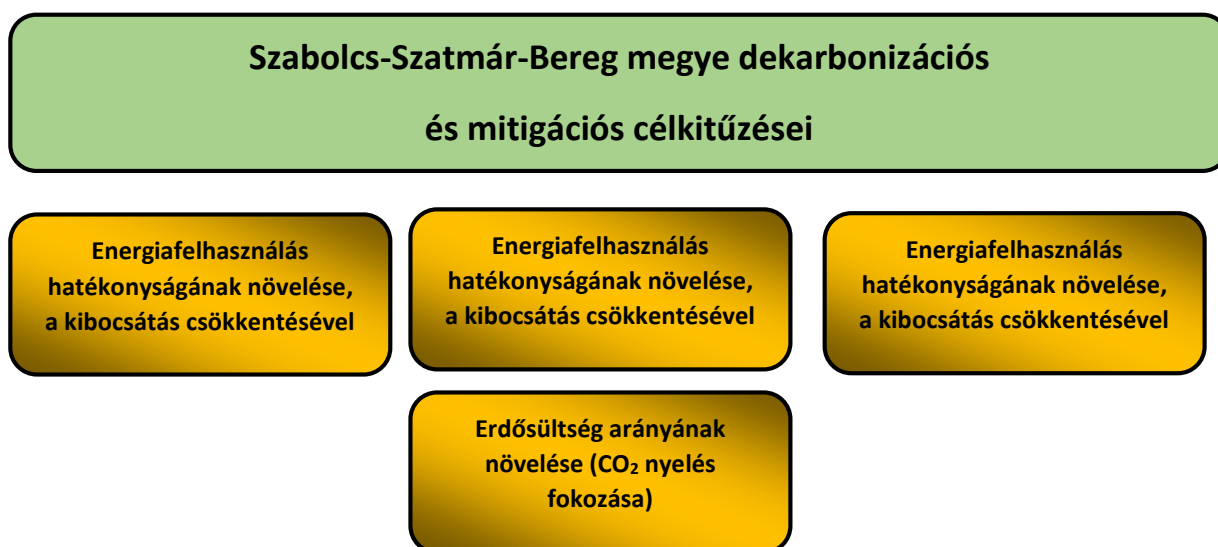 Szabolcs-Szatmár-Bereg megye dekarbonizációs
és mitigációs célkitűzései
Energiafelhasználás
hatékonyságának növelése,
a kibocsátás csökkentésével
Energiafelhasználás
hatékonyságának növelése,
a kibocsátás csökkentésével
Energiafelhasználás
hatékonyságának növelése,
a kibocsátás csökkentésével
Erdősültség arányának
növelése (CO₂ nyelés
fokozása)